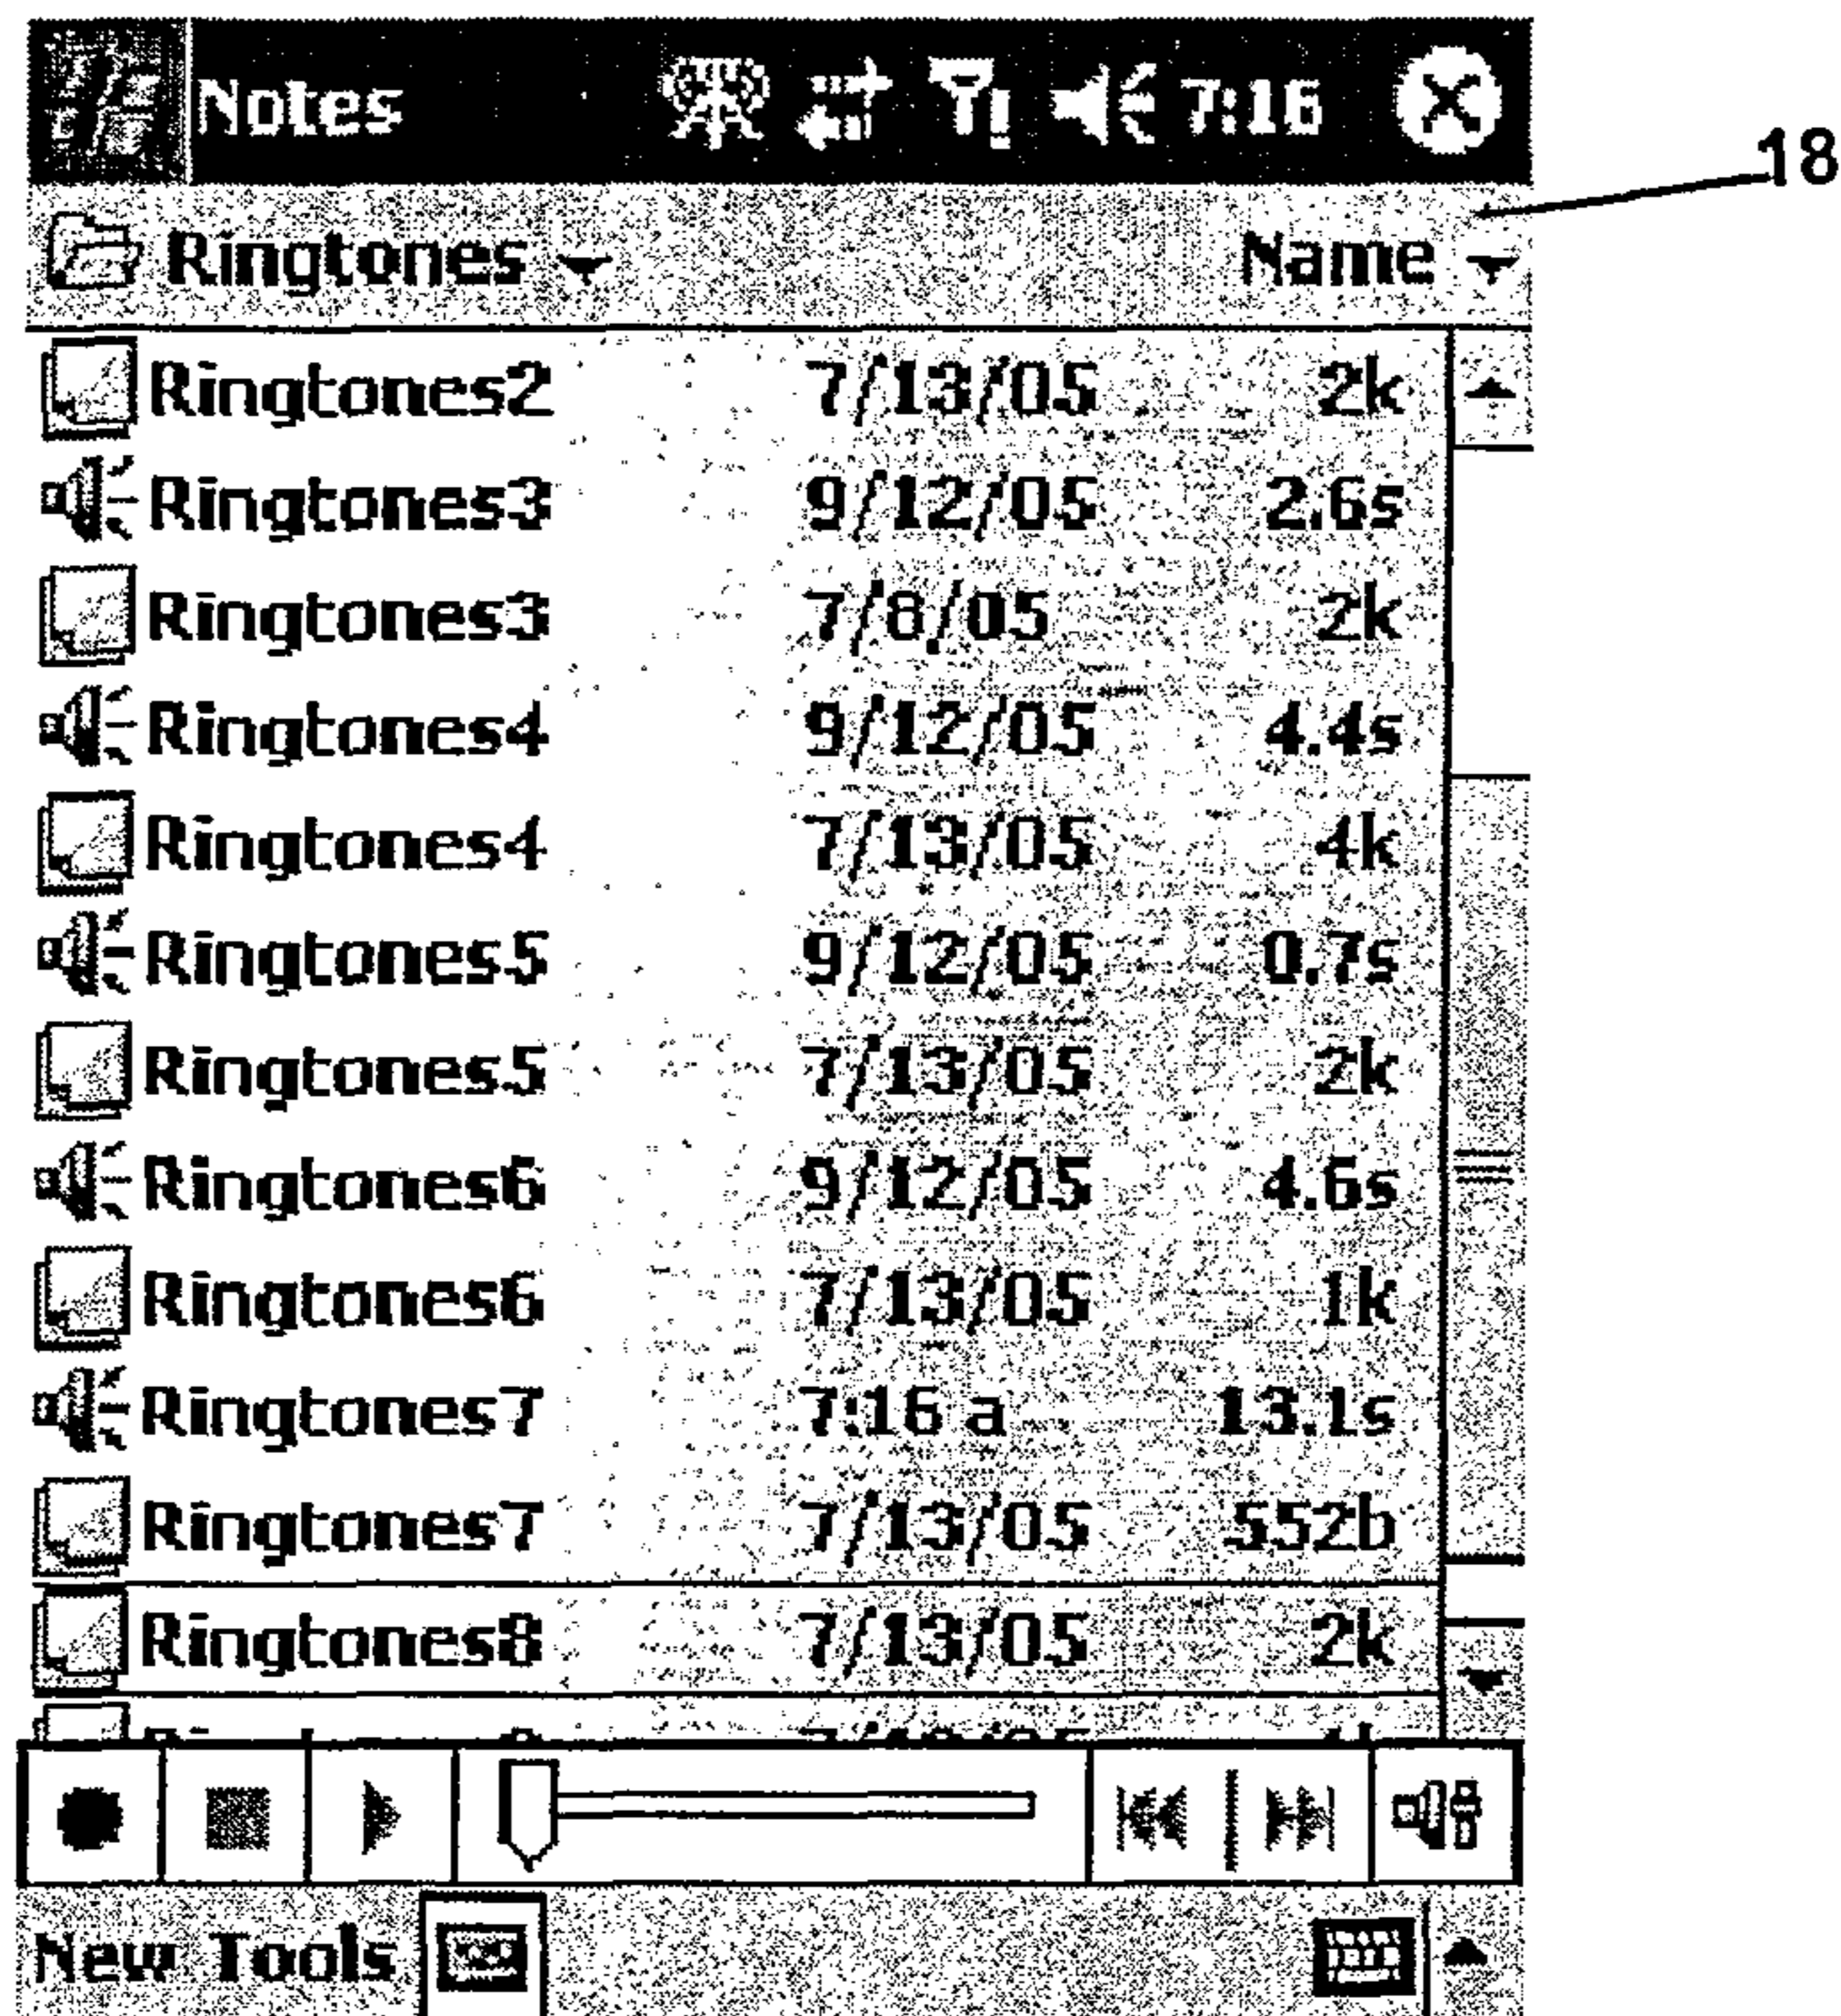 Notes 7:16
18
Ringtones Name
Ringtones2 7/13/05 2k
Ringtones3 9/12/05 2.6s
Ringtones3 7/8/05 2k
Ringtones4 9/12/05 4.4s
Ringtones4 7/13/05 4k
Ringtones5 9/12/05 0.7s
Ringtones5 7/13/05 2k
Ringtones6 9/12/05 4.6s
Ringtones6 7/13/05 1k
Ringtones7 7:16 a 13.1s
Ringtones7 7/13/05 552b
Ringtones8 7/13/05 2k
New Tools